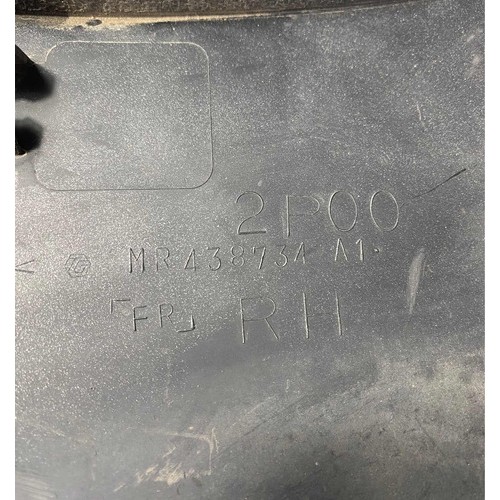 2P00
< MR438734 A1.
「FR」 RH